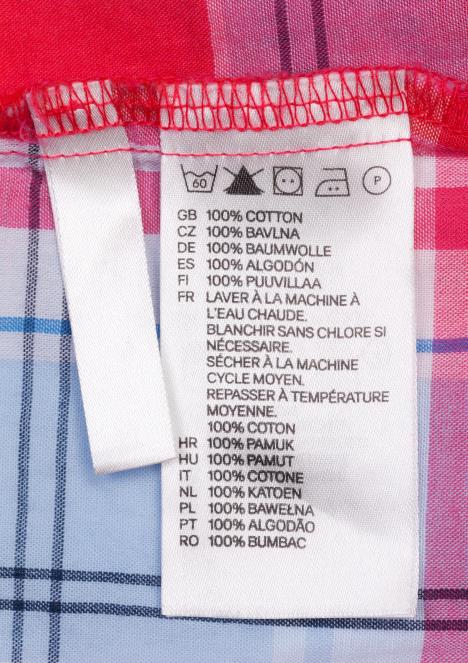 60 P
GB 100% COTTON
CZ 100% BAVLNA
DE 100% BAUMWOLLE
ES 100% ALGODÓN
FI 100% PUUVILLAA
FR LAVER À LA MACHINE À
L'EAU CHAUDE.
BLANCHIR SANS CHLORE SI
NÉCESSAIRE.
SÉCHER À LA MACHINE
CYCLE MOYEN.
REPASSER À TEMPÉRATURE
MOYENNE.
100% COTON
HR 100% PAMUK
HU 100% PAMUT
IT 100% COTONE
NL 100% KATOEN
PL 100% BAWEŁNA
PT 100% ALGODÃO
RO 100% BUMBAC